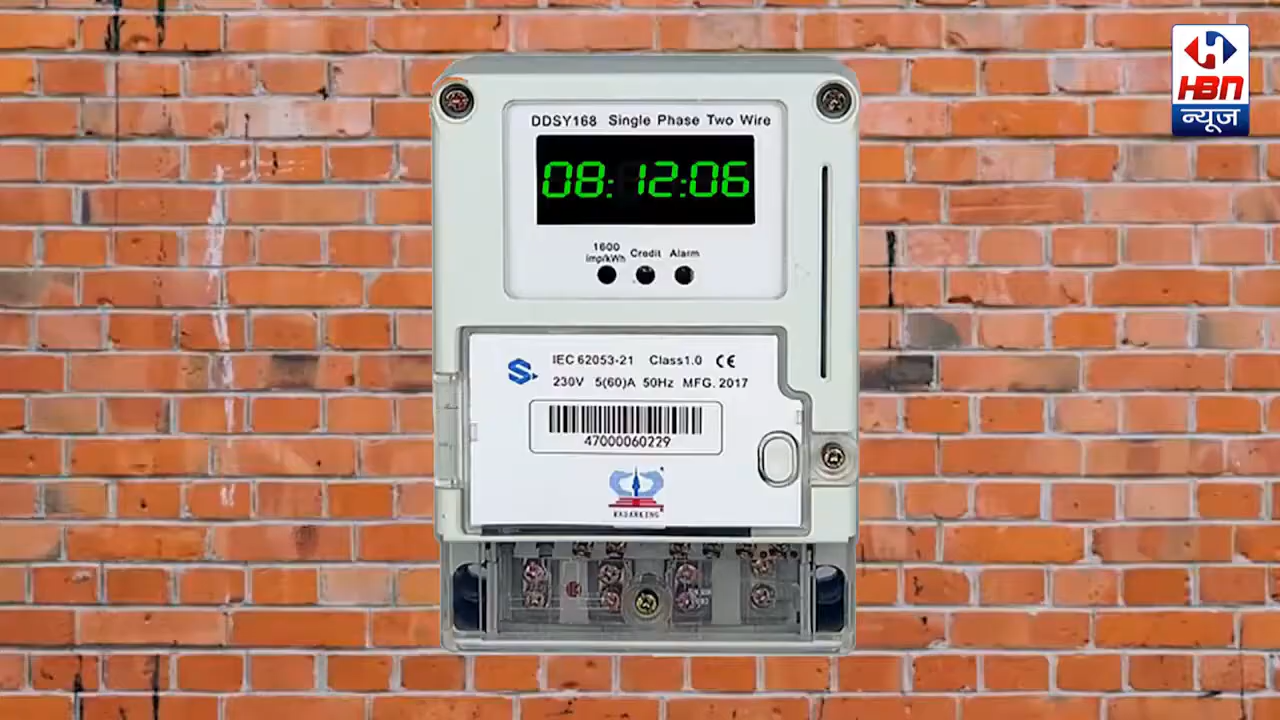 HBN
न्यूज
DDSY168 Single Phase Two Wire
08:12:06
1600
imp/kWh Credit Alarm
S
IEC 62053-21 Class1.0 CE
230V 5(60)A 50Hz MFG.2017
47000060229